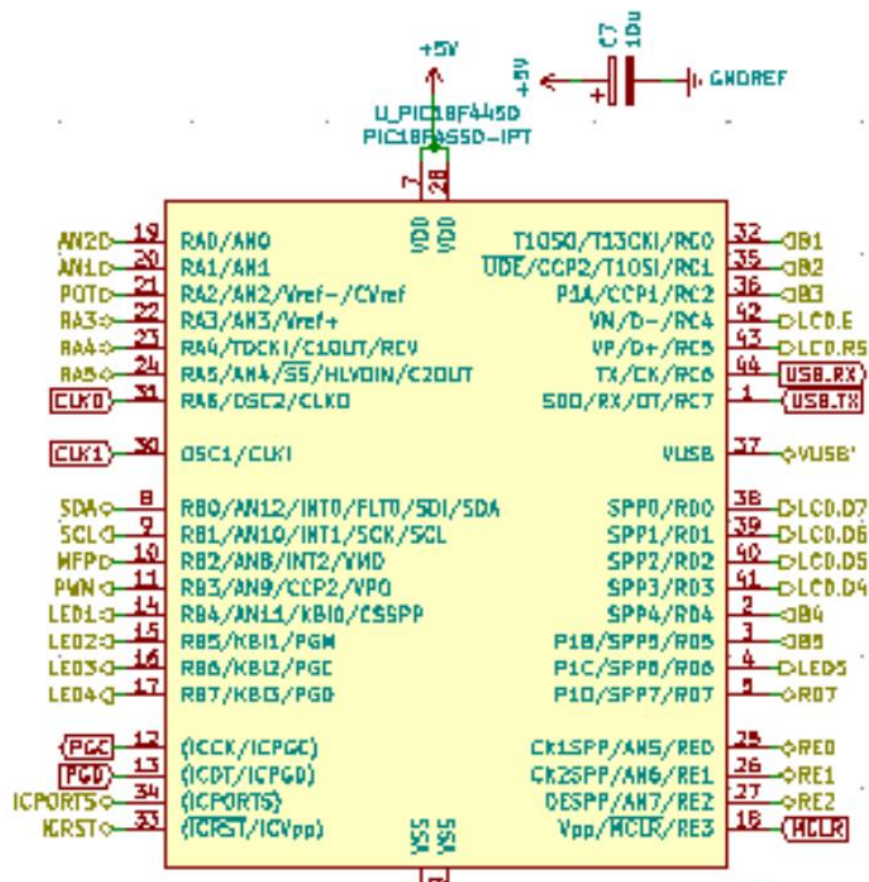 C7
10u
+5V
+5V
GNDREF
U_PIC18F4450
PIC18F4550-IPT
7
28
VDD
VDD
AN2 19 RA0/AN0
AN1 20 RA1/AN1
POT 21 RA2/AN2/Vref-/CVref
RA3 22 RA3/AN3/Vref+
RA4 23 RA4/T0CKI/C1OUT/RCV
RA5 24 RA5/AN4/SS/HLVDIN/C2OUT
CLK0 31 RA6/OSC2/CLKO
CLK1 30 OSC1/CLKI
SDA 8 RB0/AN12/INT0/FLT0/SDI/SDA
SCL 9 RB1/AN10/INT1/SCK/SCL
MFP 10 RB2/AN8/INT2/VMO
PWN 11 RB3/AN9/CCP2/VPO
LED1 14 RB4/AN11/KBI0/CSSPP
LED2 15 RB5/KBI1/PGM
LED3 16 RB6/KBI2/PGC
LED4 17 RB7/KBI3/PGD
PGC 12 (ICCK/ICPGC)
PGD 13 (ICDT/ICPGD)
ICPORTS 34 (ICPORTS)
ICRST 33 (ICRST/ICVpp)
T1OSO/T13CKI/RC0 32 B1
UOE/CCP2/T1OSI/RC1 35 B2
P1A/CCP1/RC2 36 B3
VM/D-/RC4 42 LCD.E
VP/D+/RC5 43 LCD.RS
TX/CK/RC6 44 USB.RX
SDO/RX/DT/RC7 1 USB.TX
VUSB 37 VUSB'
SPP0/RD0 38 LCD.D7
SPP1/RD1 39 LCD.D6
SPP2/RD2 40 LCD.D5
SPP3/RD3 41 LCD.D4
SPP4/RD4 2 B4
P1B/SPP5/RD5 3 B5
P1C/SPP6/RD6 4 LED5
P1D/SPP7/RD7 5 RD7
CK1SPP/AN5/RE0 25 RE0
CK2SPP/AN6/RE1 26 RE1
OESPP/AN7/RE2 27 RE2
Vpp/MCLR/RE3 18 MCLR
VSS
VSS